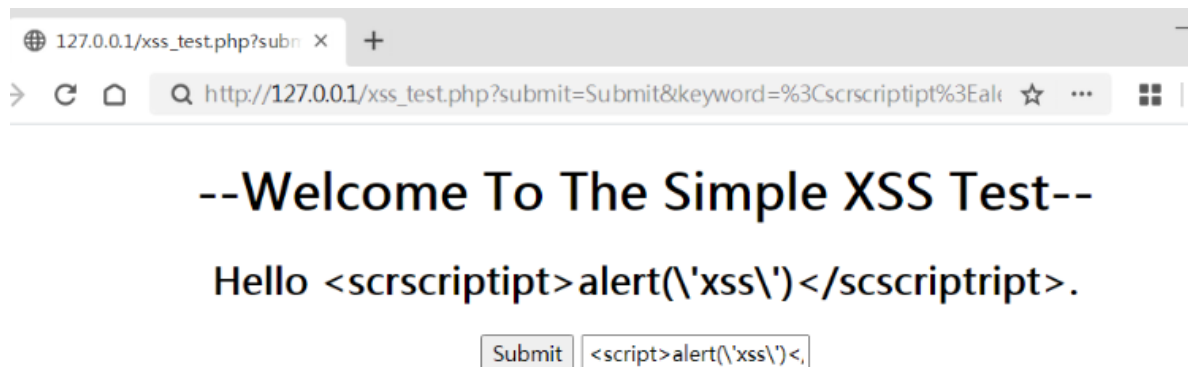 127.0.0.1/xss_test.php?subm
http://127.0.0.1/xss_test.php?submit=Submit&keyword=%3Cscrscriptipt%3Eale
--Welcome To The Simple XSS Test--
Hello <scrscriptipt>alert(\'xss\')</scscriptript>.
Submit <script>alert(\'xss\')<,